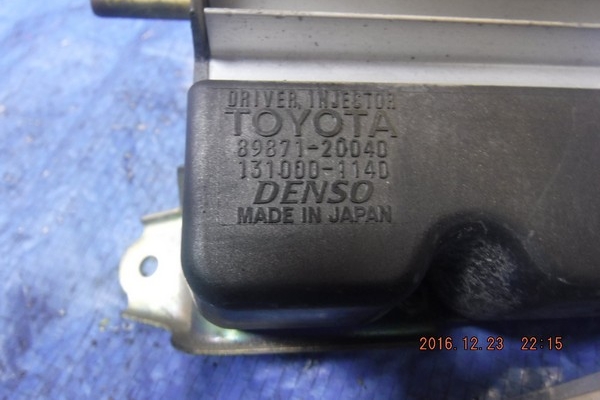 DRIVER, INJECTOR
TOYOTA
89871-20040
131000-1140
DENSO
MADE IN JAPAN
2016.12.23 22:15